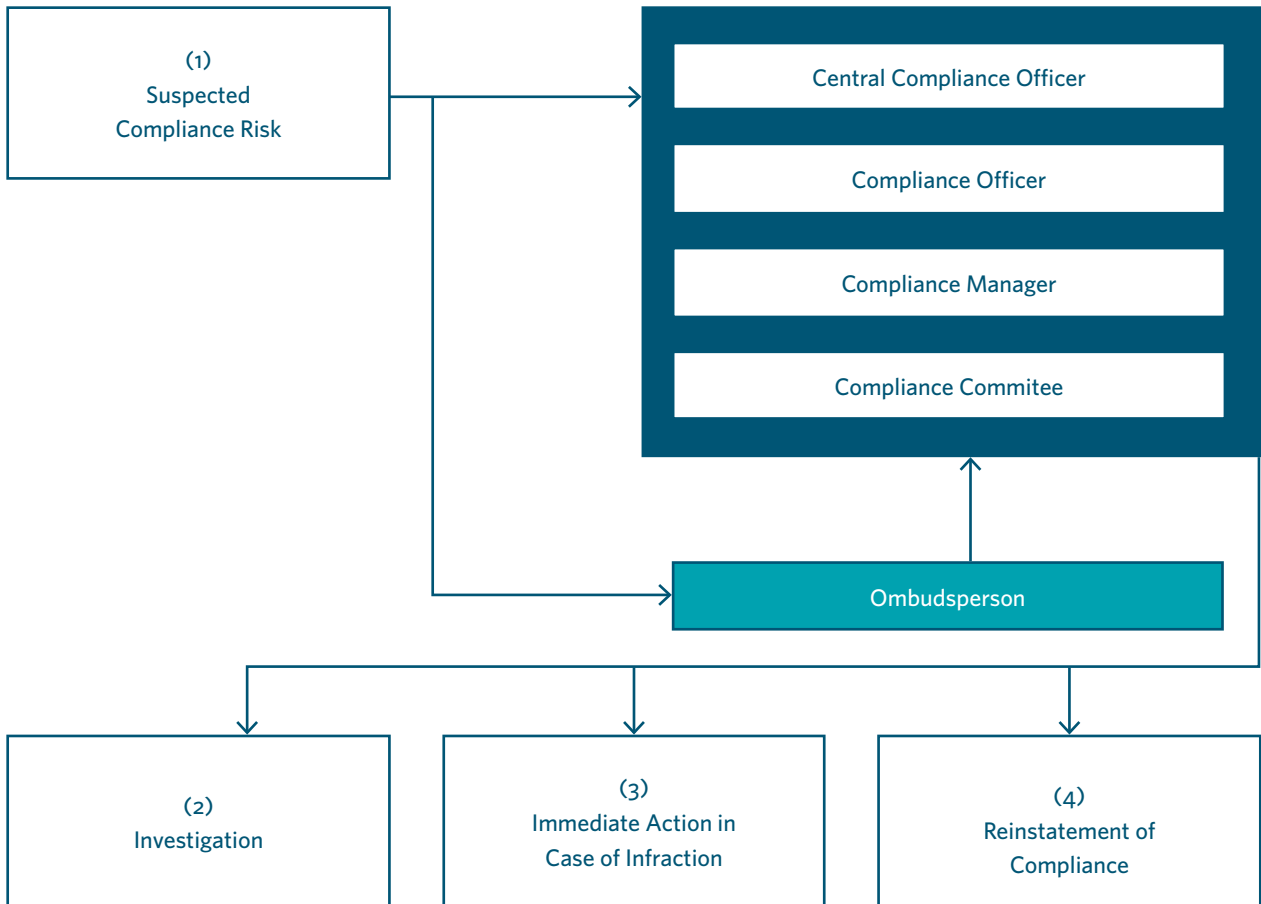 (1)
Suspected
Compliance Risk
Central Compliance Officer
Compliance Officer
Compliance Manager
Compliance Commitee
Ombudsperson
(2)
Investigation
(3)
Immediate Action in
Case of Infraction
(4)
Reinstatement of
Compliance